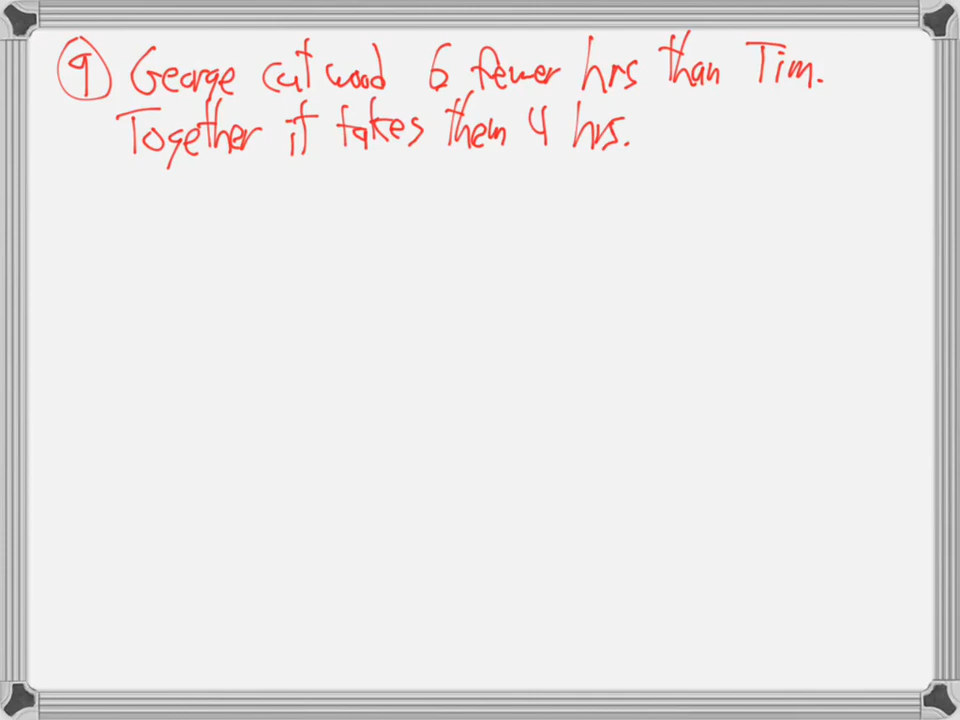 9 George cut wood 6 fewer hrs than Tim.
Together it takes them 4 hrs.